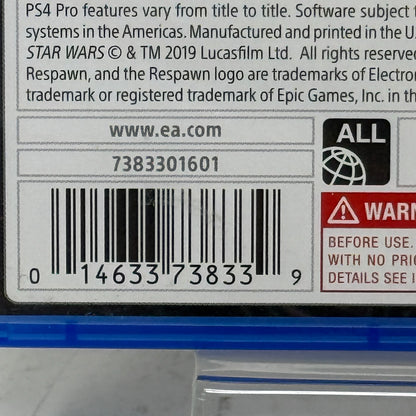 PS4 Pro features vary from title to title. Software subject t
systems in the Americas. Manufactured and printed in the U.
STAR WARS © & TM 2019 Lucasfilm Ltd. All rights reserve
Respawn, and the Respawn logo are trademarks of Electro
trademark or registered trademark of Epic Games, Inc. in th
www.ea.com
7383301601
ALL
WARN
BEFORE USE.
WITH NO PRIO
DETAILS SEE I
0 14633 73833 9